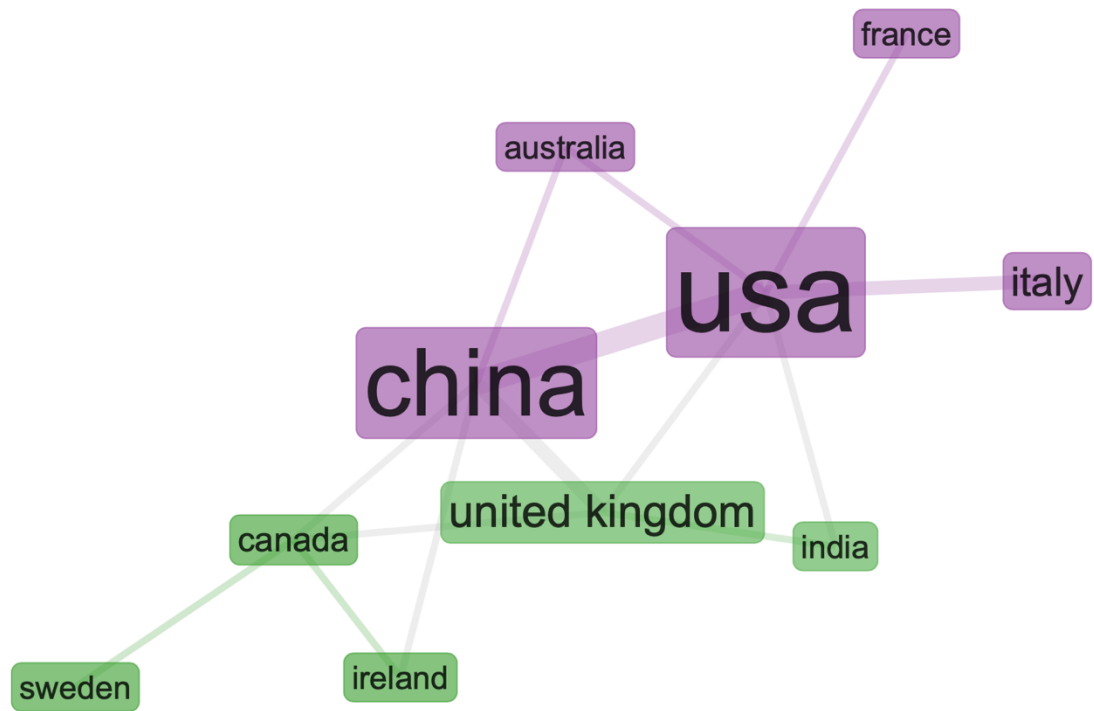 france
australia
italy
usa
china
united kingdom
canada
india
ireland
sweden